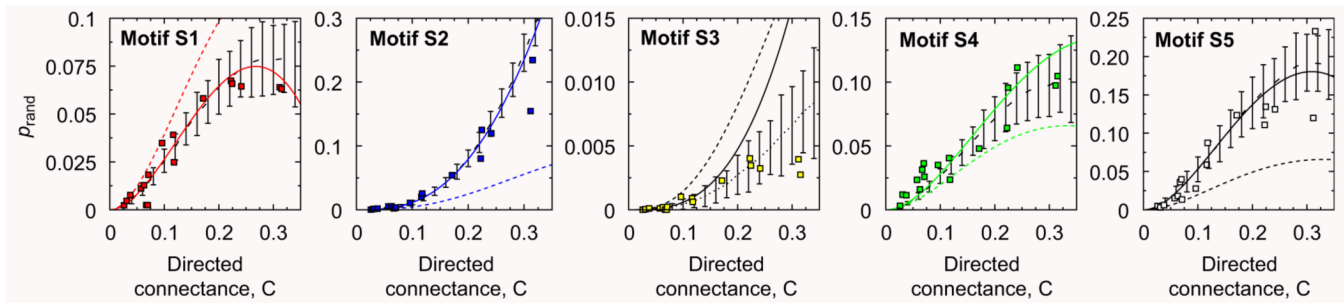 Motif S1
Motif S2
Motif S3
Motif S4
Motif S5
p_rand
0.1
0.075
0.05
0.025
0
0.3
0.2
0.1
0.0
0.015
0.010
0.005
0
0.15
0.10
0.05
0
0.25
0.20
0.15
0.10
0.05
0
0 0.1 0.2 0.3
0 0.1 0.2 0.3
0 0.1 0.2 0.3
0 0.1 0.2 0.3
0 0.1 0.2 0.3
Directed
connectance, C
Directed
connectance, C
Directed
connectance, C
Directed
connectance, C
Directed
connectance, C